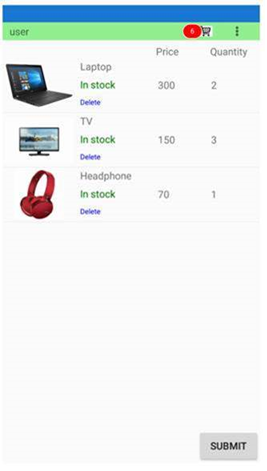 user 6
Price Quantity
Laptop
In stock 300 2
Delete
TV
In stock 150 3
Delete
Headphone
In stock 70 1
Delete
SUBMIT